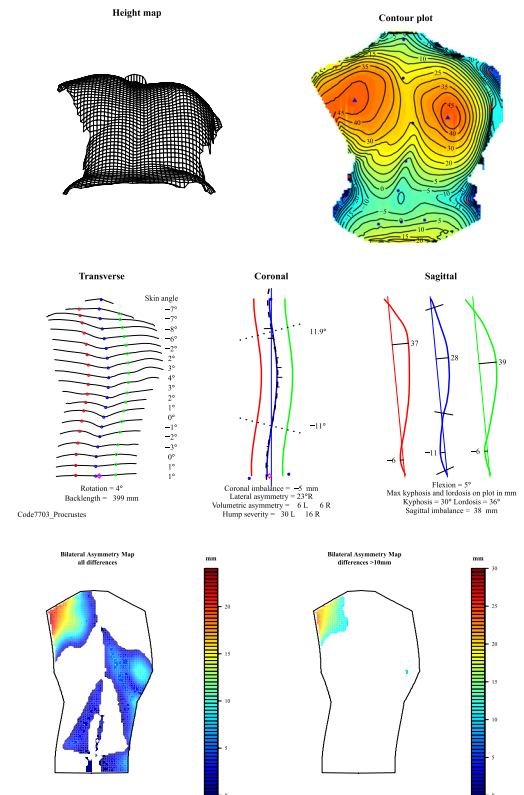 Height map
Contour plot
Transverse
Coronal
Sagittal
Skin angle
−7°
−7°
−8°
−6°
−2°
2°
3°
4°
3°
2°
1°
0°
−1°
−2°
−3°
0°
1°
1°
11.9°
−11°
37
28
39
−6
−11
−6
Rotation = 4°
Backlength = 399 mm
Coronal imbalance = −5 mm
Lateral asymmetry = 23°R
Volumetric asymmetry = 6 L 6 R
Hump severity = 30 L 16 R
Flexion = 5°
Max kyphosis and lordosis on plot in mm
Kyphosis = 30° Lordosis = 36°
Sagittal imbalance = 38 mm
Code7703_Procrustes
Bilateral Asymmetry Map
all differences
mm
20
15
10
5
0
Bilateral Asymmetry Map
differences >10mm
mm
30
25
20
15
10
5
0